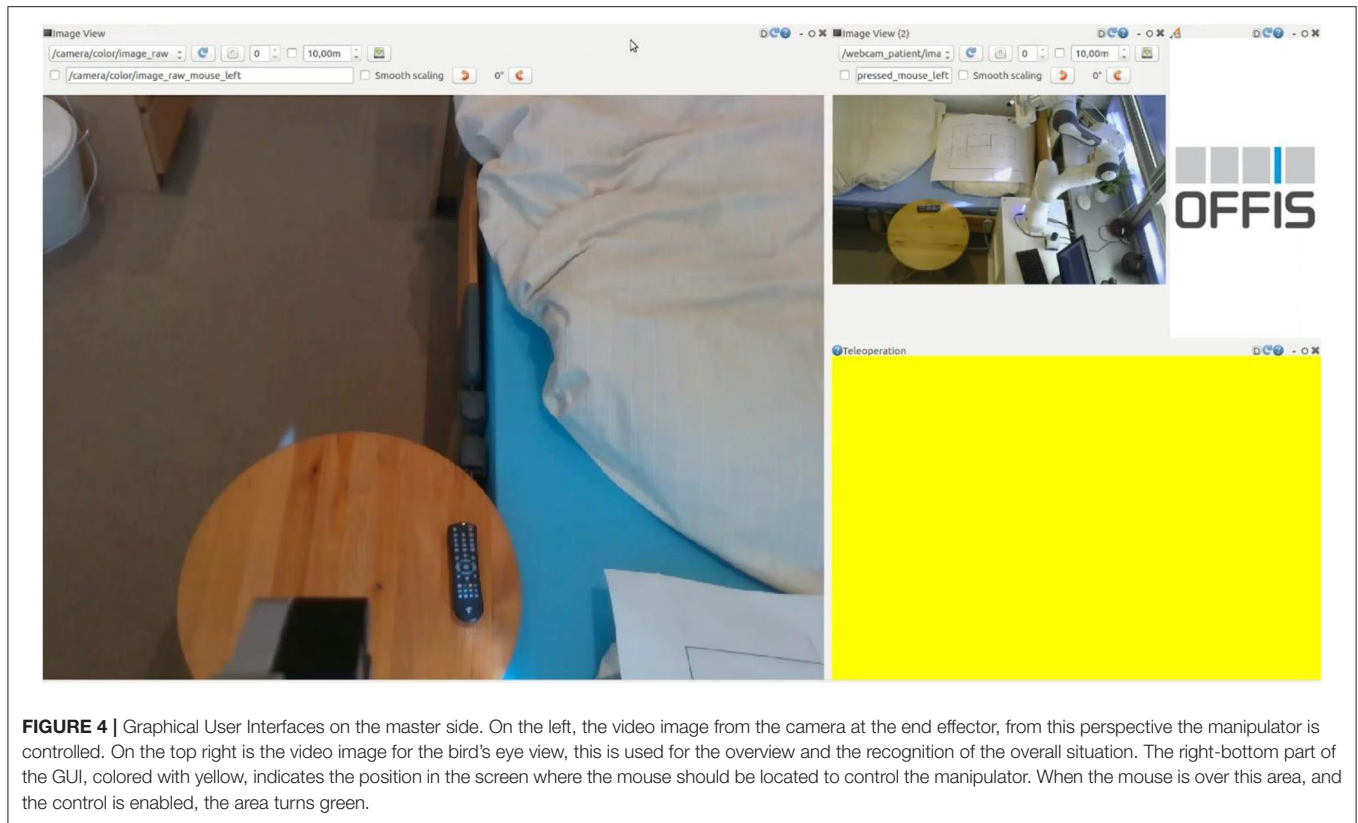 Image View
D - O ✖
/camera/color/image_raw
0
10,00m
/camera/color/image_raw_mouse_left
Smooth scaling
0°
Image View (2)
D - O ✖
/webcam_patient/ima
0
10,00m
pressed_mouse_left
Smooth scaling
0°
D - O ✖
OFFIS
Teleoperation
D - O ✖
FIGURE 4 | Graphical User Interfaces on the master side. On the left, the video image from the camera at the end effector, from this perspective the manipulator is
controlled. On the top right is the video image for the bird's eye view, this is used for the overview and the recognition of the overall situation. The right-bottom part of
the GUI, colored with yellow, indicates the position in the screen where the mouse should be located to control the manipulator. When the mouse is over this area, and
the control is enabled, the area turns green.